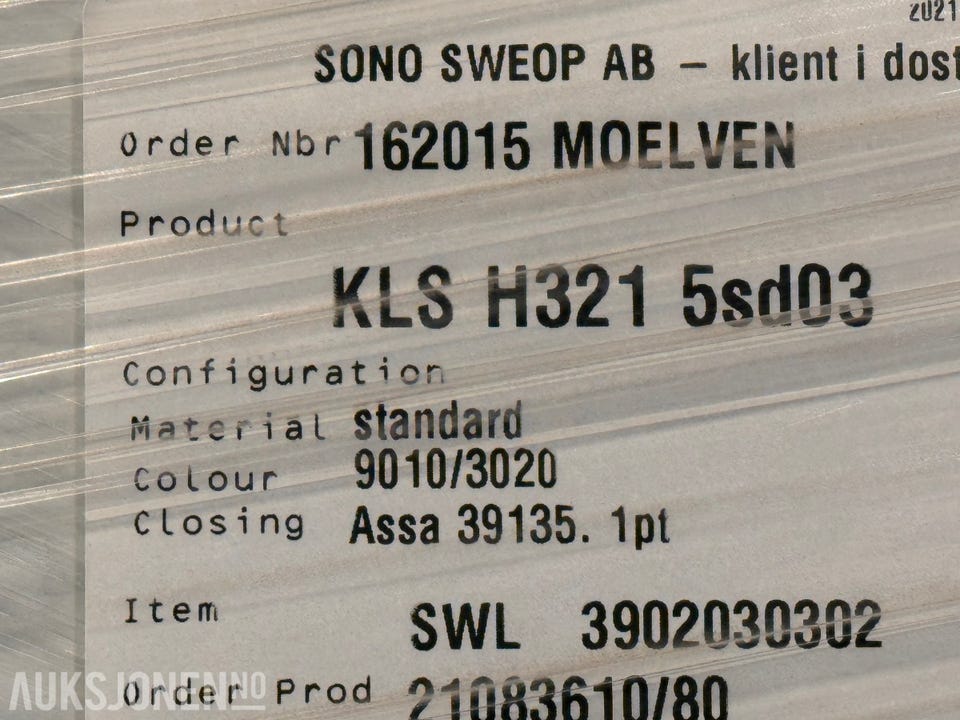 2021
SONO SWEOP AB – klient i dost
Order Nbr 162015 MOELVEN
Product
KLS H321 5sd03
Configuration
Material standard
Colour 9010/3020
Closing Assa 39135. 1pt
Item SWL 3902030302
Order Prod 21083610/80
AUKSJONEN.NO